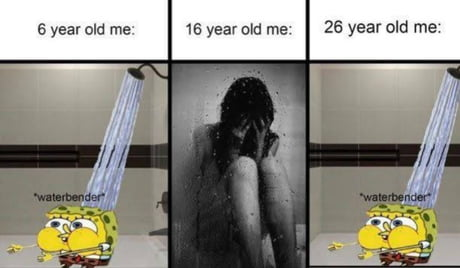 6 year old me:
16 year old me:
26 year old me:
*waterbender*
*waterbender*